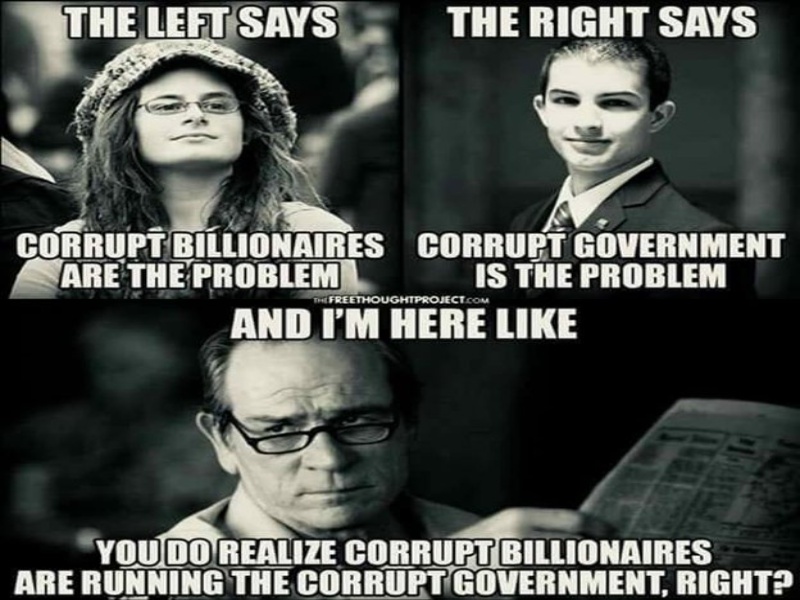 THE LEFT SAYS
CORRUPT BILLIONAIRES
ARE THE PROBLEM
THE RIGHT SAYS
CORRUPT GOVERNMENT
IS THE PROBLEM
THEFREETHOUGHTPROJECT.COM
AND I'M HERE LIKE
YOU DO REALIZE CORRUPT BILLIONAIRES
ARE RUNNING THE CORRUPT GOVERNMENT, RIGHT?